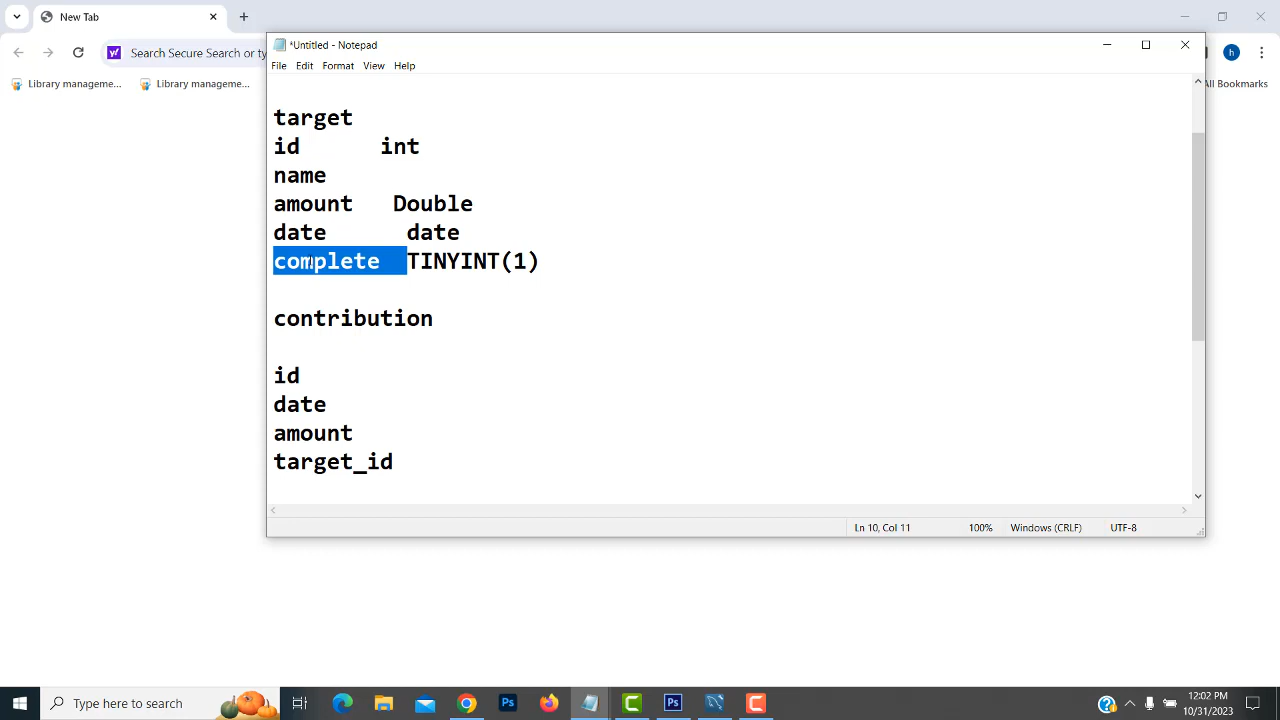 New Tab
Search Secure Search or ty
h
Library manageme...
Library manageme...
All Bookmarks
*Untitled - Notepad
File Edit Format View Help
target
id int
name
amount Double
date date
complete TINYINT(1)
contribution
id
date
amount
target_id
Ln 10, Col 11 100% Windows (CRLF) UTF-8
Type here to search
Ps
C
Ps
C
12:02 PM
10/31/2023